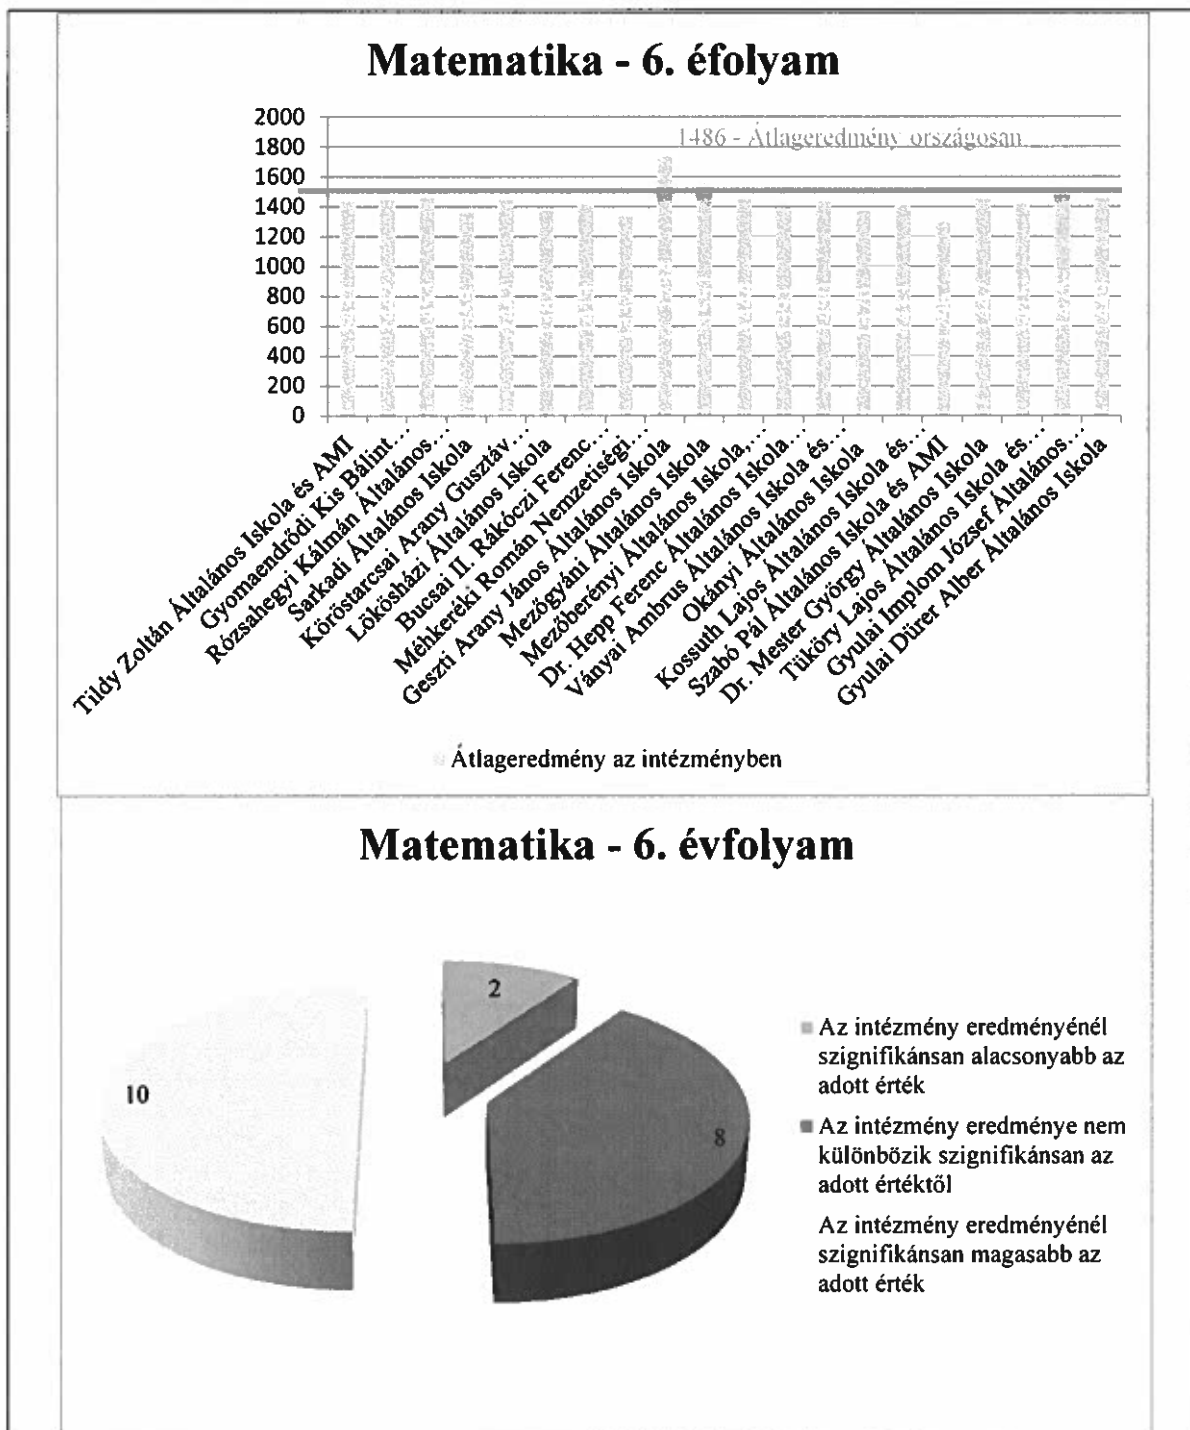 Matematika - 6. éfolyam
2000
1800
1600
1400
1200
1000
800
600
400
200
0
1486 - Átlageredmény országosan
Tildy Zoltán Általános Iskola és AMI
Gyomaendrődi Kis Bálint…
Rózsahegyi Kálmán Általános…
Sarkadi Általános Iskola
Köröstarcsai Arany Gusztáv…
Lőkösházi Általános Iskola
Bucsai II. Rákóczi Ferenc…
Méhkeréki Román Nemzetiségi…
Geszti Arany János Általános Iskola
Mezőgyáni Általános Iskola
Mezőberényi Általános Iskola,…
Dr. Hepp Ferenc Általános Iskola…
Ványai Ambrus Általános Iskola és…
Okányi Általános Iskola
Kossuth Lajos Általános Iskola és…
Szabó Pál Általános Iskola és AMI
Dr. Mester György Általános Iskola
Tüköry Lajos Általános Iskola és…
Gyulai Implom József Általános…
Gyulai Dürer Alber Általános Iskola
Átlageredmény az intézményben
Matematika - 6. évfolyam
2
10
8
Az intézmény eredményénél
szignifikánsan alacsonyabb az
adott érték
Az intézmény eredménye nem
különbözik szignifikánsan az
adott értéktől
Az intézmény eredményénél
szignifikánsan magasabb az
adott érték